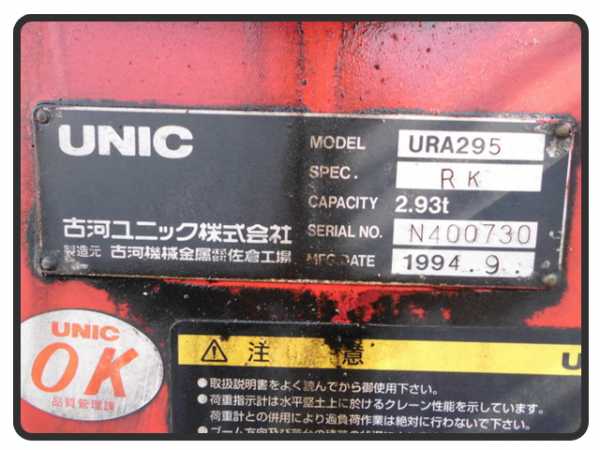 UNIC
MODEL URA295
SPEC. RK
CAPACITY 2.93t
古河ユニック株式会社 SERIAL NO. N400730
製造元 古河機械金属株式会社佐倉工場 MFG.DATE 1994.9.
UNIC
OK
品質管理課
⚠ 注意 U
●取扱説明書をよく読んでから御使用下さい。
●荷重指示計は水平堅土上に於けるクレーン性能を示しています。
荷重計との併用により過負荷作業は絶対に行わないで下さい。